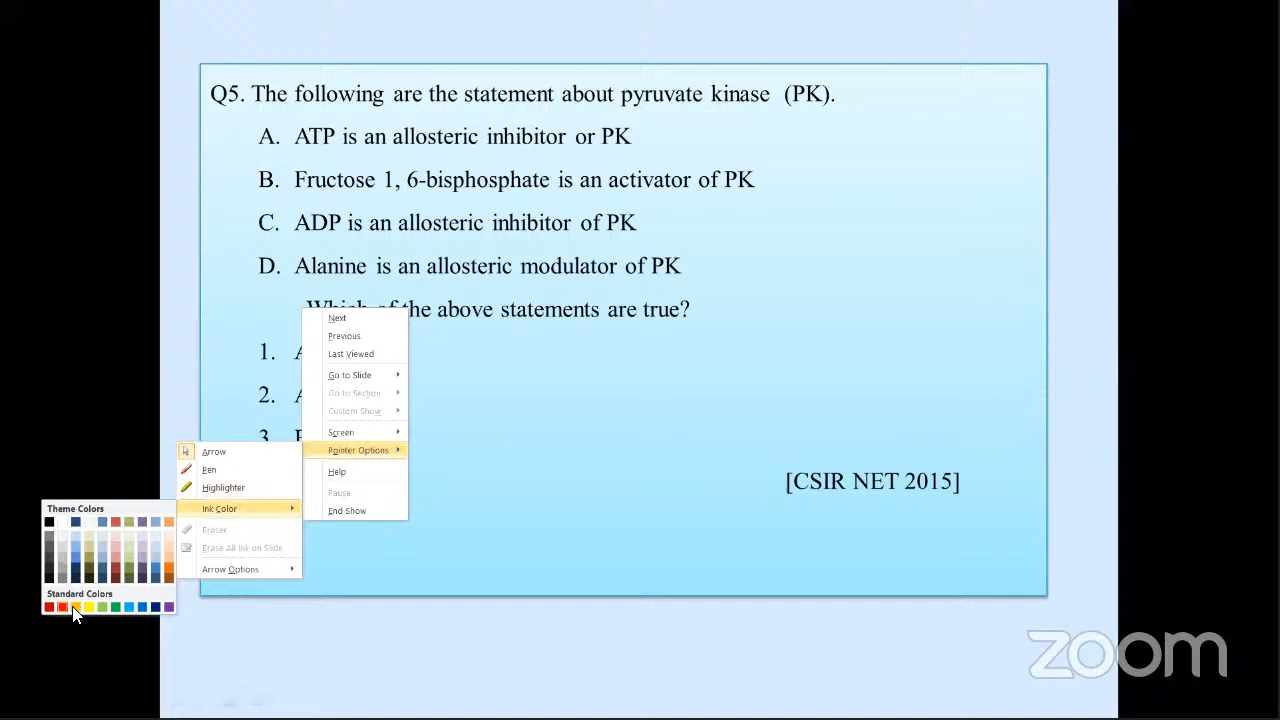 Q5. The following are the statement about pyruvate kinase (PK).
A. ATP is an allosteric inhibitor or PK
B. Fructose 1, 6-bisphosphate is an activator of PK
C. ADP is an allosteric inhibitor of PK
D. Alanine is an allosteric modulator of PK
the above statements are true?
Next
Previous
1.
Last Viewed
Go to Slide
2.
Go to Section
Custom Show
3.
Screen
Pointer Options
Arrow
Help
Pen
[CSIR NET 2015]
Highlighter
Pause
Theme Colors
Ink Color
End Show
Eraser
Erase All Ink on Slide
Arrow Options
Standard Colors
zoom